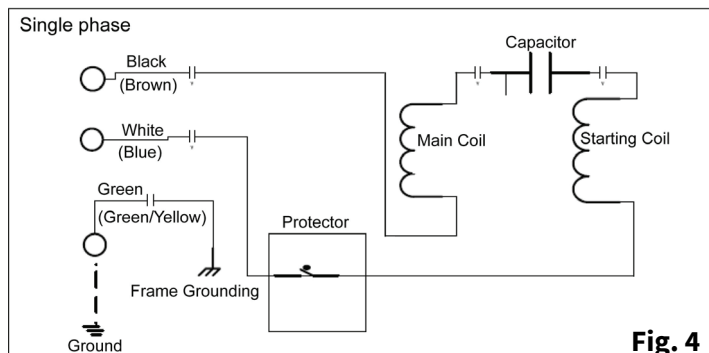 Single phase
Black
(Brown)
White
(Blue)
Green
(Green/Yellow)
Ground
Frame Grounding
Protector
Main Coil
Capacitor
Starting Coil
Fig. 4